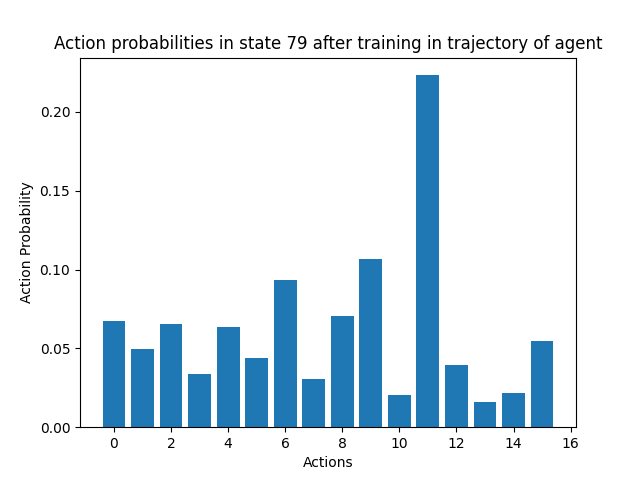 Action probabilities in state 79 after training in trajectory of agent
0.20
0.15
0.10
0.05
0.00
Action Probability
0 2 4 6 8 10 12 14 16
Actions